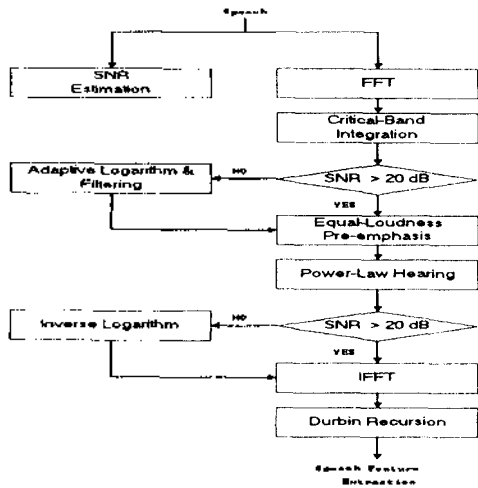 Speech
SNR
Estimation
FFT
Critical-Band
Integration
Adaptive Logarithm &
Filtering
NO
SNR > 20 dB
YES
Equal-Loudness
Pre-emphasis
Power-Law Hearing
Inverse Logarithm
NO
SNR > 20 dB
YES
IFFT
Durbin Recursion
Speech Feature
Extraction